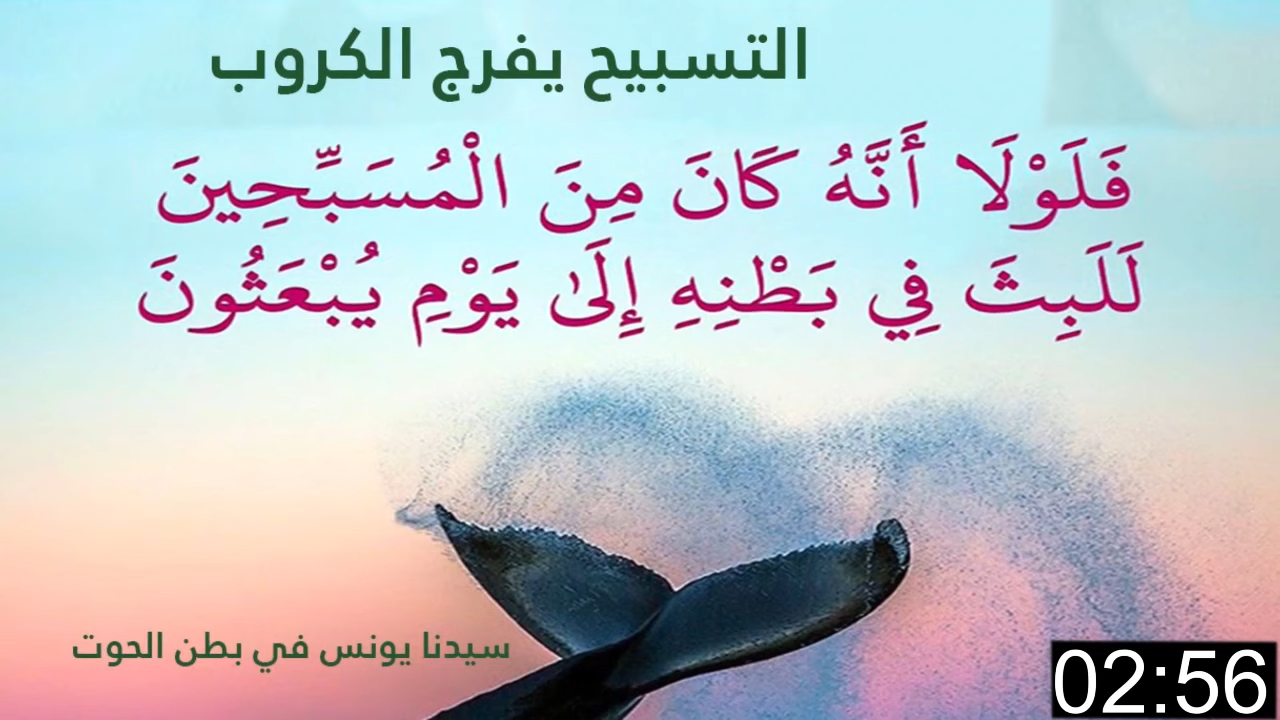 التسبيح يفرج الكروب
فَلَوْلَا أَنَّهُ كَانَ مِنَ الْمُسَبِّحِينَ
لَلَبِثَ فِي بَطْنِهِ إِلَىٰ يَوْمِ يُبْعَثُونَ
سيدنا يونس في بطن الحوت
02:56